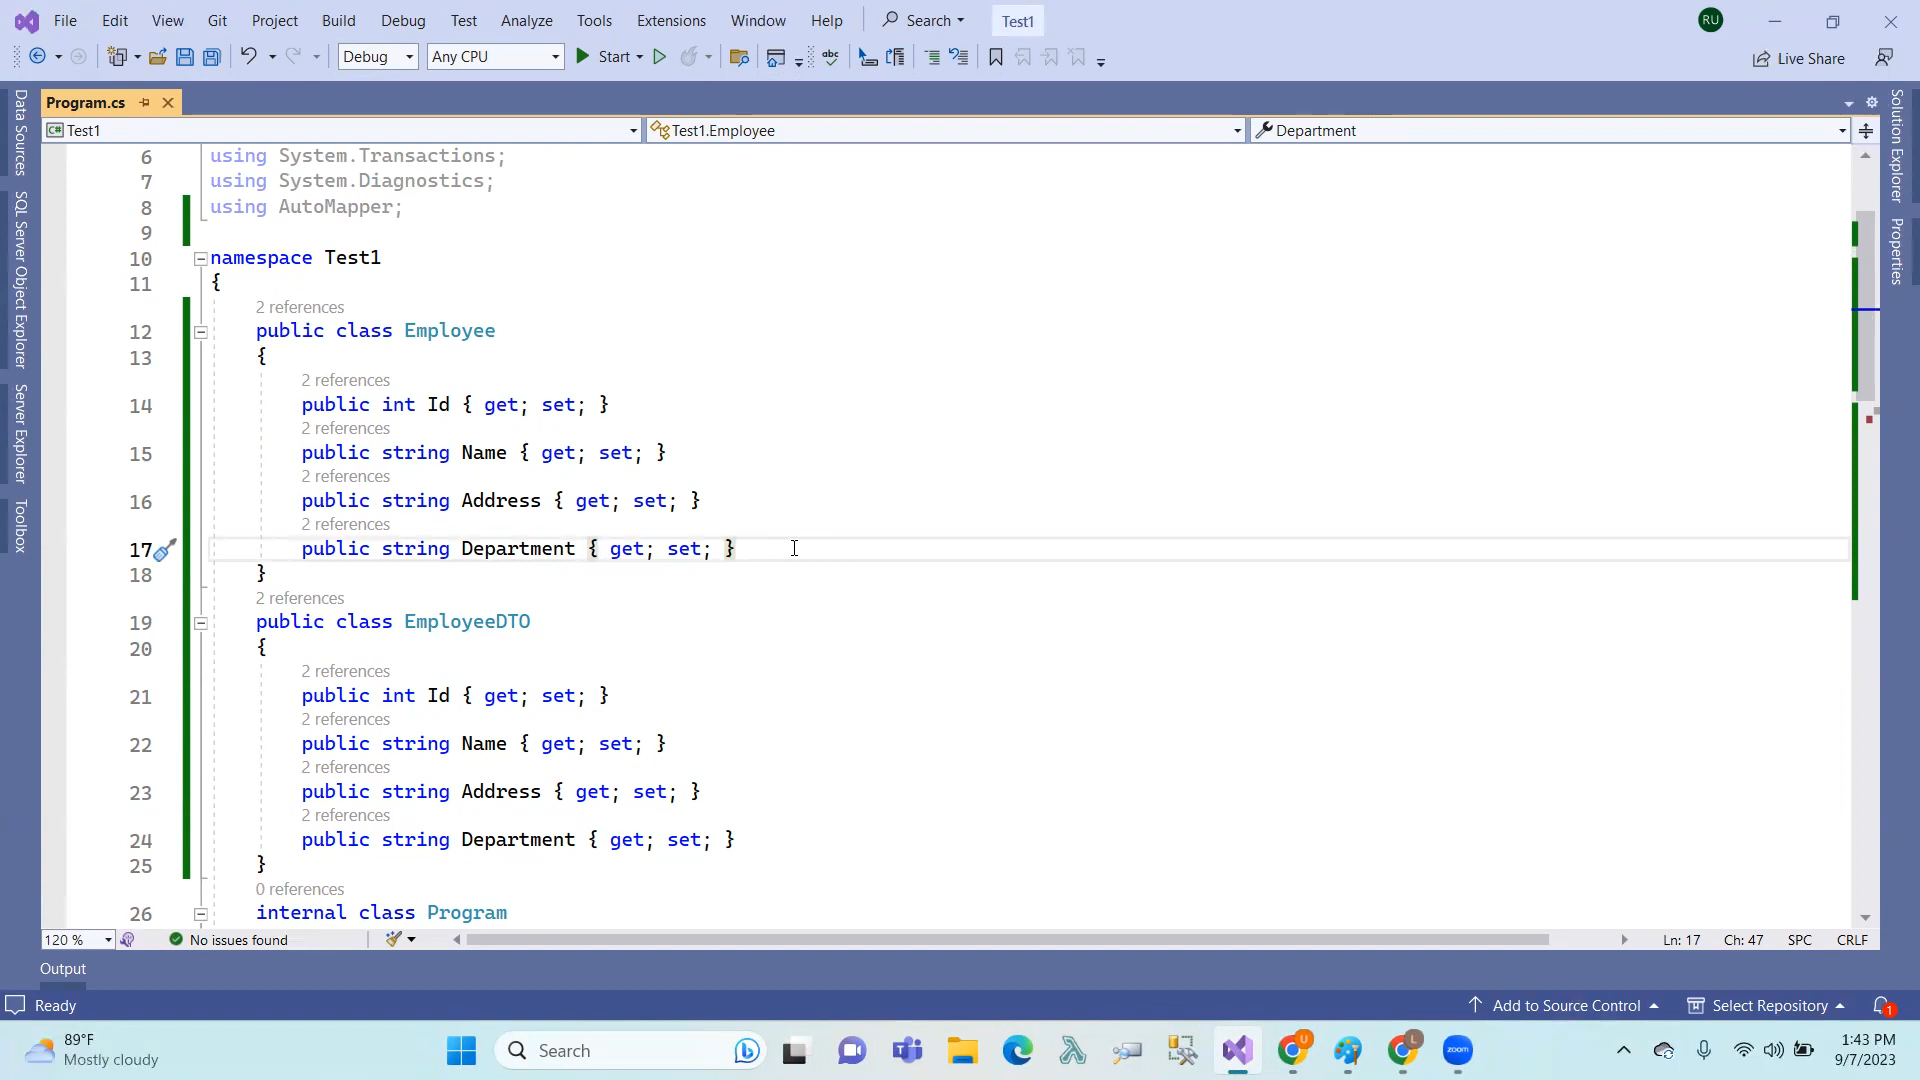 File Edit View Git Project Build Debug Test Analyze Tools Extensions Window Help Search Test1 RU
Debug Any CPU Start abc Live Share
Program.cs
Test1 Test1.Employee Department
Data Sources
SQL Server Object Explorer
Server Explorer
Toolbox
Solution Explorer
Properties
6 using System.Transactions;
7 using System.Diagnostics;
8 using AutoMapper;
9
10 namespace Test1
11 {
2 references
12 public class Employee
13 {
2 references
14 public int Id { get; set; }
2 references
15 public string Name { get; set; }
2 references
16 public string Address { get; set; }
2 references
17 public string Department { get; set; }
18 }
2 references
19 public class EmployeeDTO
20 {
2 references
21 public int Id { get; set; }
2 references
22 public string Name { get; set; }
2 references
23 public string Address { get; set; }
2 references
24 public string Department { get; set; }
25 }
0 references
26 internal class Program
120 % No issues found Ln: 17 Ch: 47 SPC CRLF
Output
Ready Add to Source Control Select Repository 1
89°F
Mostly cloudy
Search
U
L
zoom
1:43 PM
9/7/2023